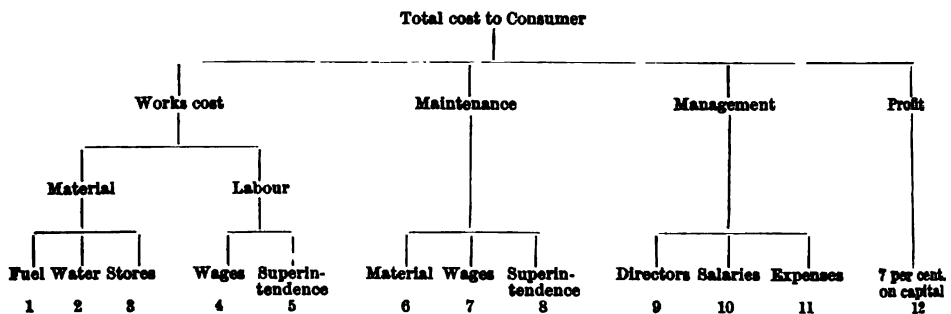 Total cost to Consumer
Works cost Maintenance Management Profit
Material Labour
Fuel Water Stores Wages Superin- Material Wages Superin- Directors Salaries Expenses 7 per cent.
tendence tendence on capital
1 2 3 4 5 6 7 8 9 10 11 12